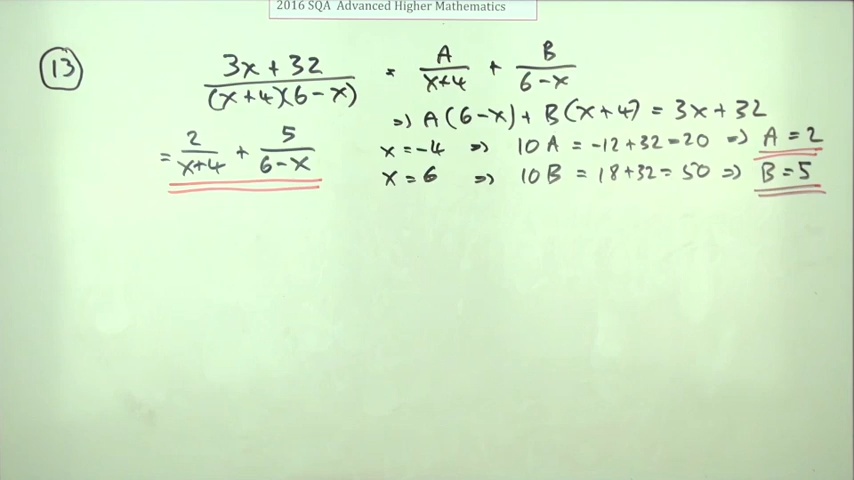 2016 SQA Advanced Higher Mathematics
13
3x + 32 / (x+4)(6-x) = A / x+4 + B / 6-x
=> A(6-x) + B(x+4) = 3x + 32
= 2 / x+4 + 5 / 6-x
x = -4 => 10A = -12 + 32 = 20 => A = 2
x = 6 => 10B = 18 + 32 = 50 => B = 5